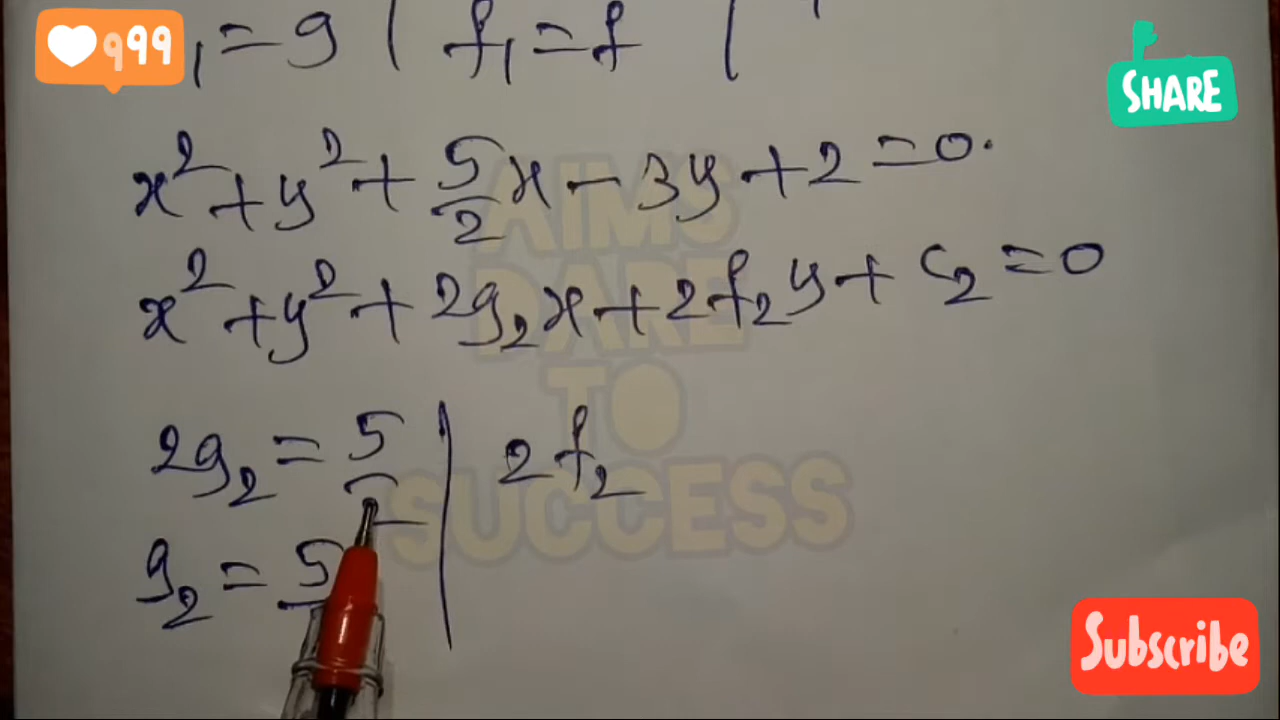 999
₁ = g | f₁ = f |
SHARE
x² + y² + 5/2 x - 3y + 2 = 0.
x² + y² + 2g₂x + 2f₂y + c₂ = 0
2g₂ = 5/2 | 2f₂
g₂ = 5/
AIMS
DARE
TO
SUCCESS
Subscribe